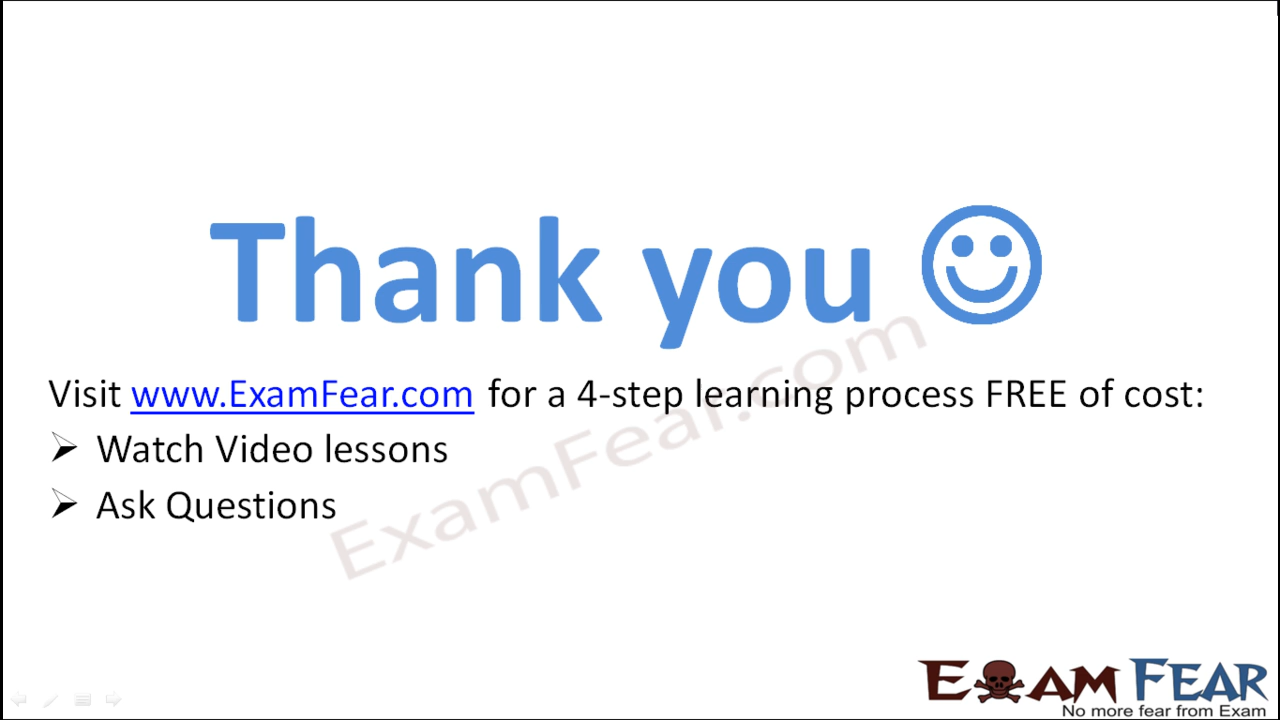 Thank you
Visit www.ExamFear.com for a 4-step learning process FREE of cost:
Watch Video lessons
Ask Questions
ExamFear.com
EXAM FEAR
No more fear from Exam